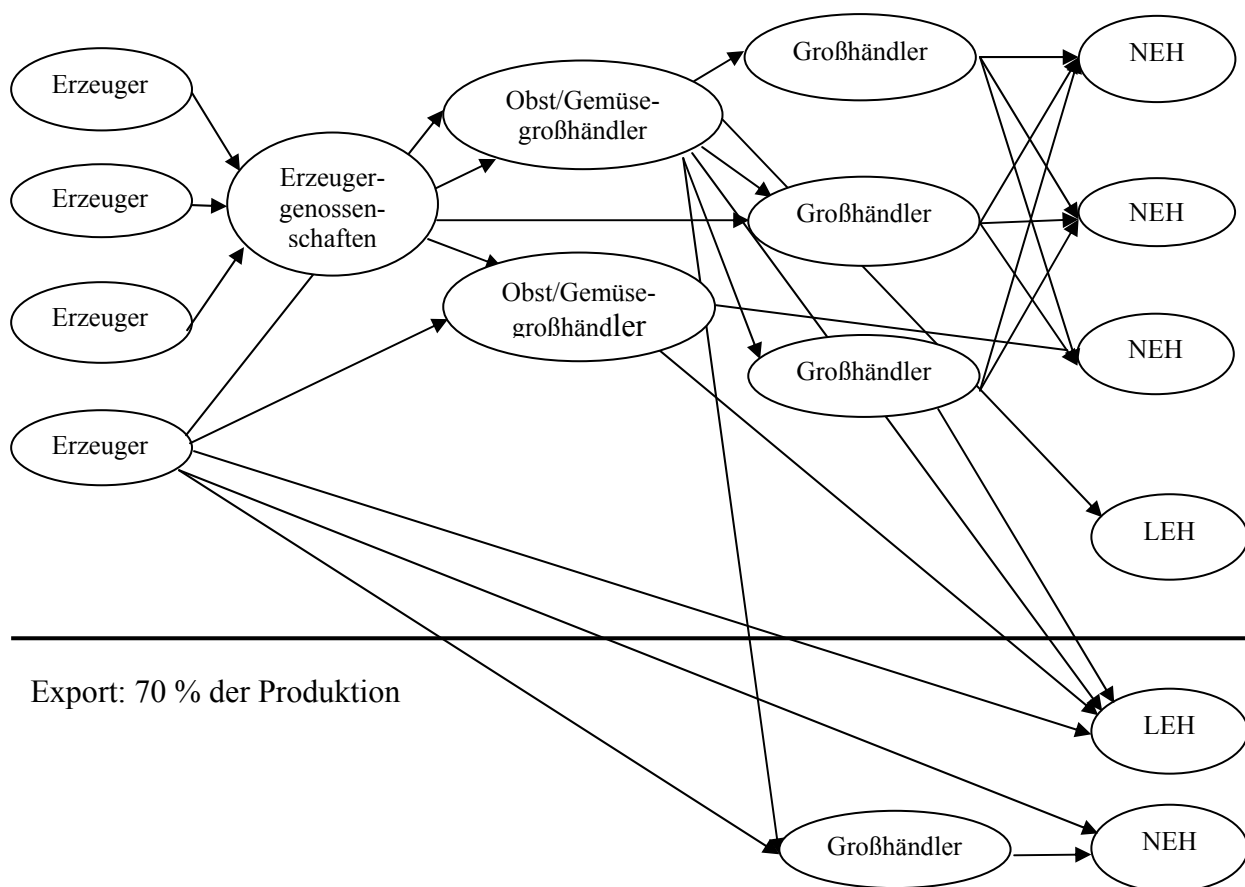 Erzeuger
Erzeuger
Erzeuger
Erzeuger
Erzeuger-
genossen-
schaften
Obst/Gemüse-
großhändler
Obst/Gemüse-
großhändler
Großhändler
Großhändler
Großhändler
NEH
NEH
NEH
LEH
Export: 70 % der Produktion
LEH
Großhändler
NEH